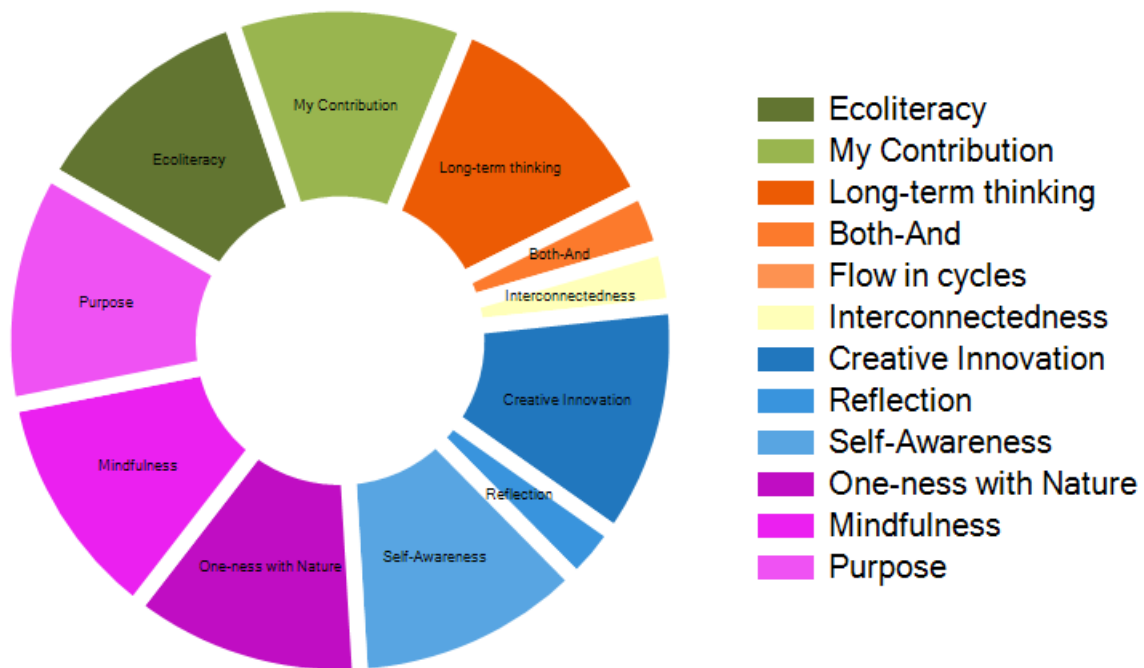 My Contribution
Ecoliteracy
Long-term thinking
Both-And
Purpose
Interconnectedness
Creative Innovation
Mindfulness
Reflection
Self-Awareness
One-ness with Nature
Ecoliteracy
My Contribution
Long-term thinking
Both-And
Flow in cycles
Interconnectedness
Creative Innovation
Reflection
Self-Awareness
One-ness with Nature
Mindfulness
Purpose